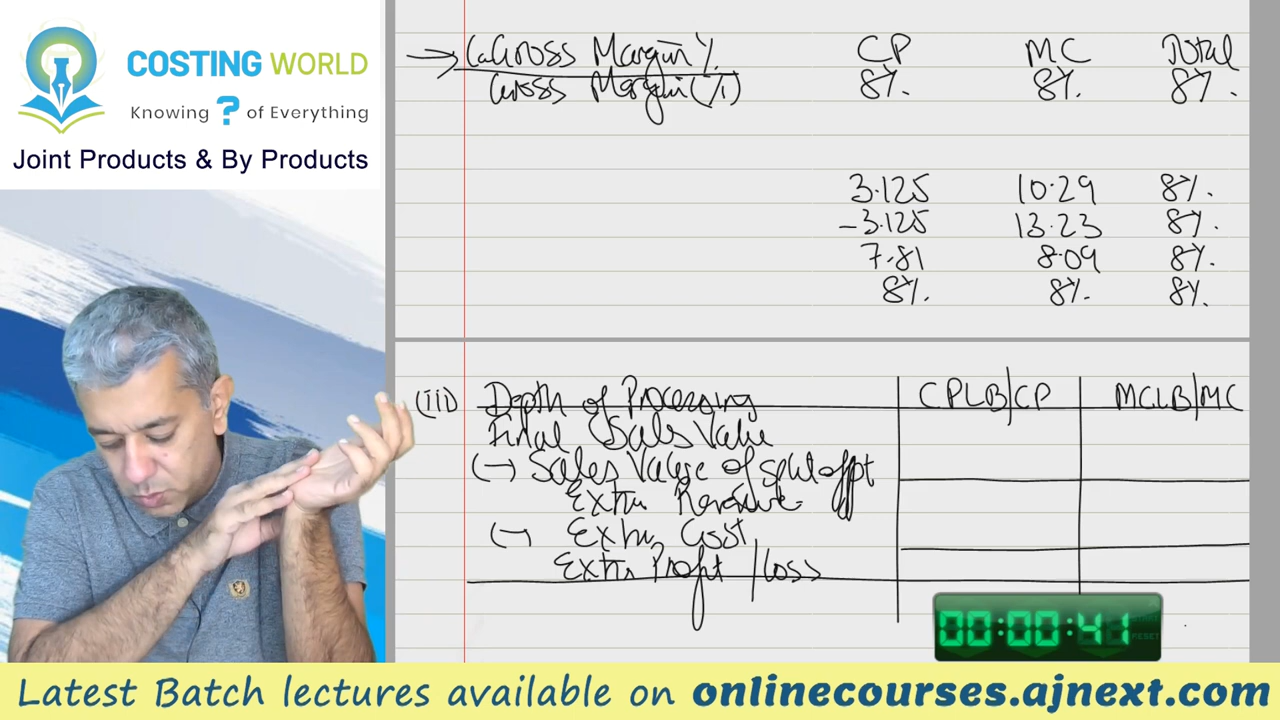 COSTING WORLD
Knowing ? of Everything
Joint Products & By Products
→ Gross Margin % CP MC Total
Gross Margin (%) 8% 8% 8%
3.125 10.29 8%
-3.125 13.23 8%
7.81 8.09 8%
8% 8% 8%
(iii) Depth of Processing CPLB/CP MCLB/MC
Final Sales Value
(-) Sales Value of split off pt
Extra Revenue
(-) Extra Cost
Extra Profit/Loss
00:00:41
Latest Batch lectures available on onlinecourses.ajnext.com